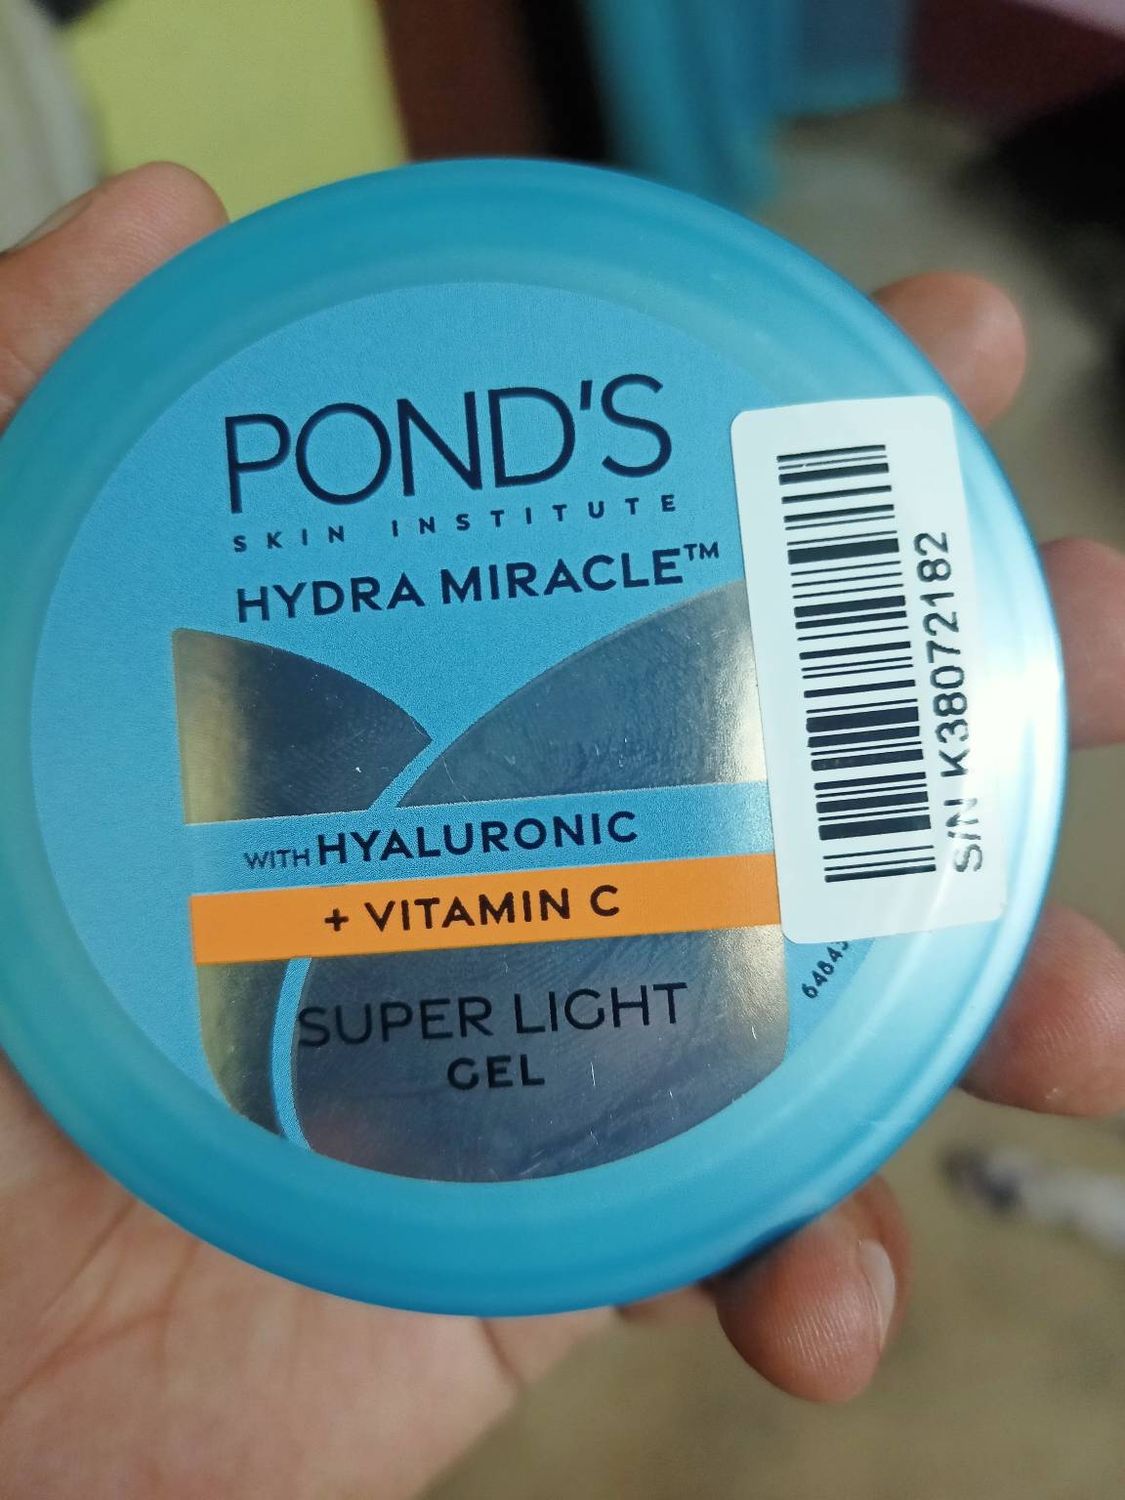 POND'S
SKIN INSTITUTE
HYDRA MIRACLE™
WITH HYALURONIC
+ VITAMIN C
SUPER LIGHT
GEL
S/N K38072182